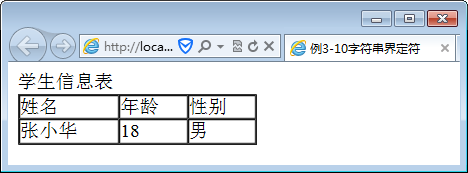 http://loca...
例3-10字符串界定符
学生信息表
姓名 年龄 性别
张小华 18 男